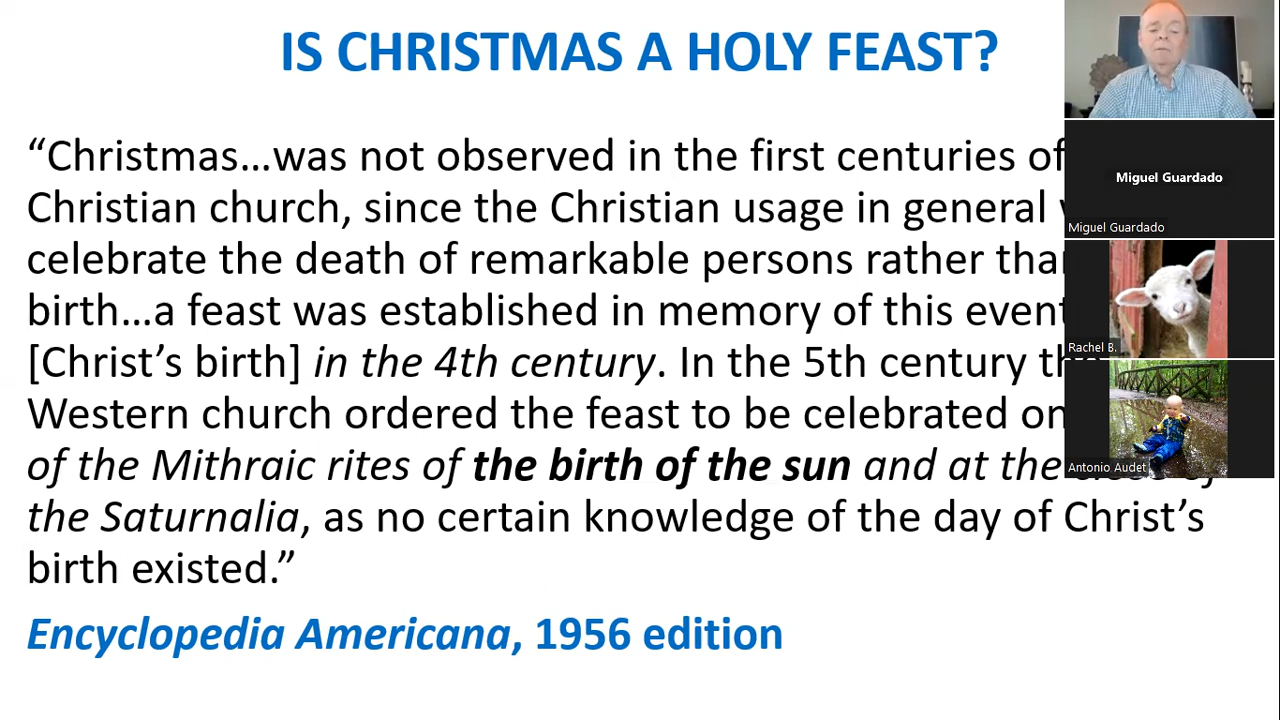 IS CHRISTMAS A HOLY FEAST?
“Christmas…was not observed in the first centuries of
Christian church, since the Christian usage in general
celebrate the death of remarkable persons rather than
birth…a feast was established in memory of this event
[Christ’s birth] in the 4th century. In the 5th century
Western church ordered the feast to be celebrated on
of the Mithraic rites of the birth of the sun and at the
the Saturnalia, as no certain knowledge of the day of Christ’s
birth existed.”
Encyclopedia Americana, 1956 edition
Miguel Guardado
Miguel Guardado
Rachel B.
Antonio Audet